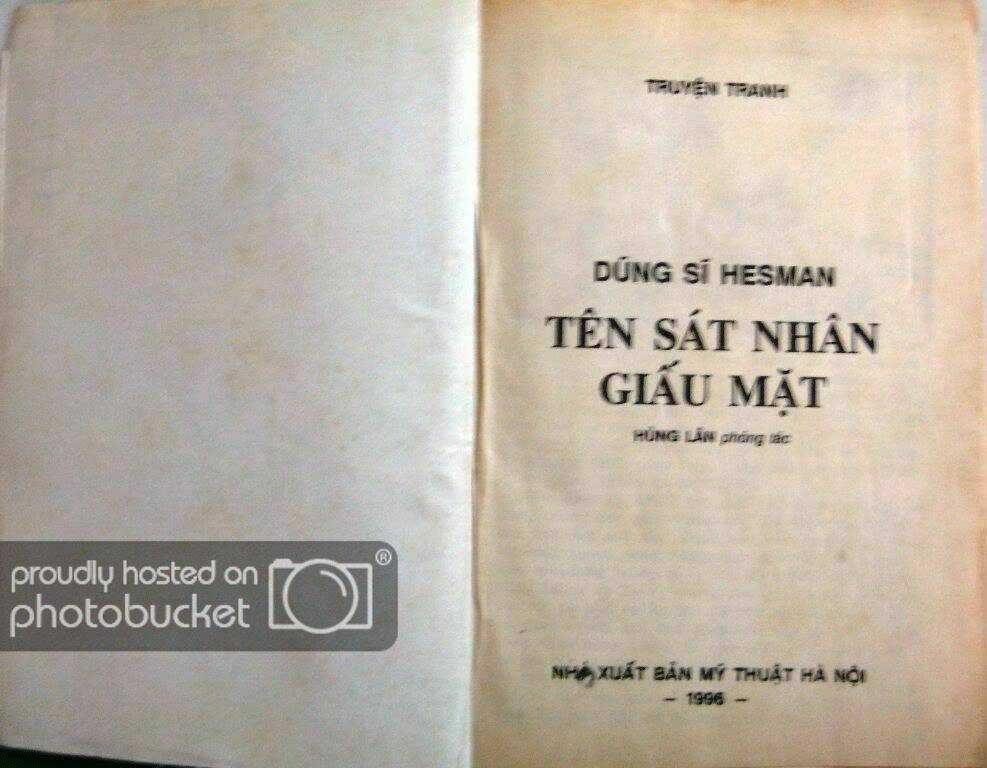 TRUYỆN TRANH
DŨNG SĨ HESMAN
TÊN SÁT NHÂN
GIẤU MẶT
HÙNG LÂN phóng tác
proudly hosted on
photobucket ®
NHÀ XUẤT BẢN MỸ THUẬT HÀ NỘI
– 1996 –